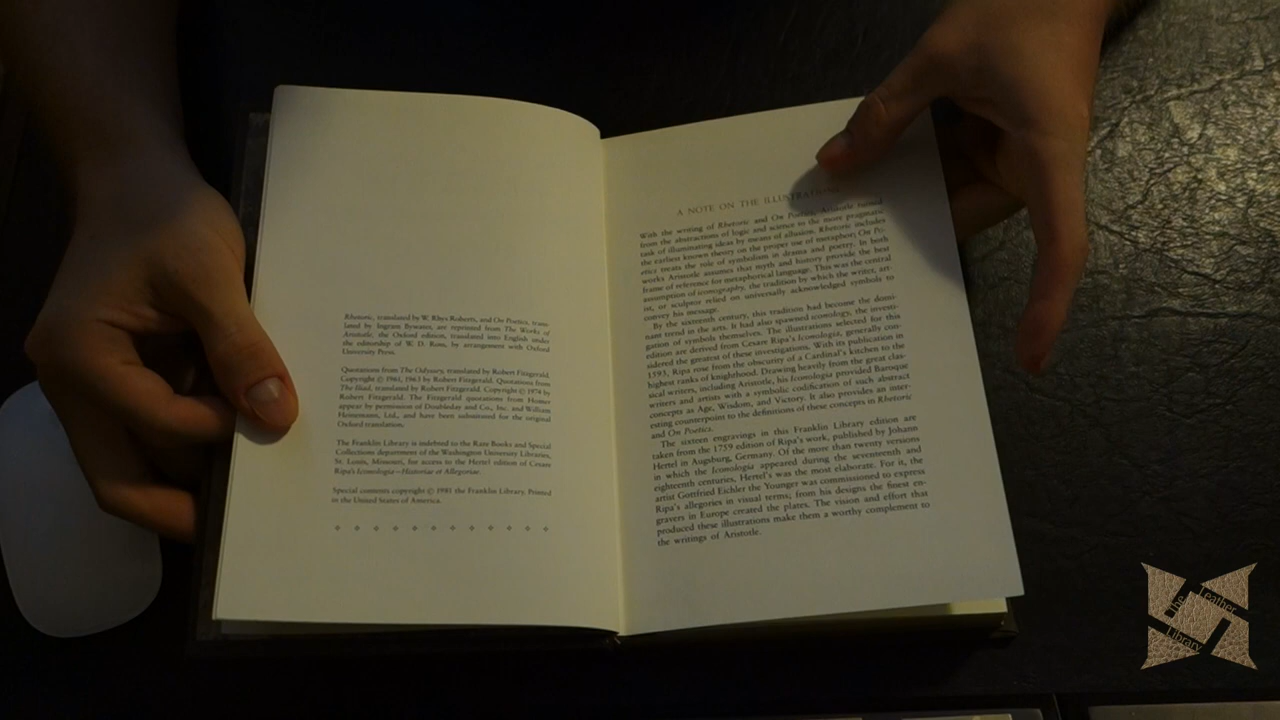 Rhetoric, translated by W. Rhys Roberts, and On Poetics, trans-
lated by Ingram Bywater, are reprinted from The Works of
Aristotle, the Oxford edition, translated into English under
the editorship of W. D. Ross, by arrangement with Oxford
University Press.
Quotations from The Odyssey, translated by Robert Fitzgerald,
Copyright © 1961, 1963 by Robert Fitzgerald. Quotations from
The Iliad, translated by Robert Fitzgerald. Copyright © 1974 by
Robert Fitzgerald. The Fitzgerald quotations from Homer
appear by permission of Doubleday and Co., Inc. and William
Heinemann, Ltd., and have been substituted for the original
Oxford translation.
The Franklin Library is indebted to the Rare Books and Special
Collections department of the Washington University Libraries,
St. Louis, Missouri, for access to the Hertel edition of Cesare
Ripa's Iconologia—Historiae et Allegoriae.
Special contents copyright © 1981 the Franklin Library. Printed
in the United States of America.
A NOTE ON THE ILLUSTRATIONS
With the writing of Rhetoric and On Poetics, Aristotle turned
from the abstractions of logic and science to the more pragmatic
task of illuminating ideas by means of allusion. Rhetoric includes
the earliest known theory on the proper use of metaphor; On Po-
etics treats the role of symbolism in drama and poetry. In both
works Aristotle assumes that myth and history provide the best
frame of reference for metaphorical language. This was the central
assumption of iconography, the tradition by which the writer, art-
ist, or sculptor relied on universally acknowledged symbols to
convey his message.
By the sixteenth century, this tradition had become the domi-
nant trend in the arts. It had also spawned iconology, the investi-
gation of symbols themselves. The illustrations selected for this
edition are derived from Cesare Ripa's Iconologia, generally con-
sidered the greatest of these investigations. With its publication in
1593, Ripa rose from the obscurity of a Cardinal's kitchen to the
highest ranks of knighthood. Drawing heavily from the great clas-
sical writers, including Aristotle, his Iconologia provided Baroque
writers and artists with a symbolic codification of such abstract
concepts as Age, Wisdom, and Victory. It also provides an inter-
esting counterpoint to the definitions of these concepts in Rhetoric
and On Poetics.
The sixteen engravings in this Franklin Library edition are
taken from the 1759 edition of Ripa's work, published by Johann
Hertel in Augsburg, Germany. Of the more than twenty versions
in which the Iconologia appeared during the seventeenth and
eighteenth centuries, Hertel's was the most elaborate. For it, the
artist Gottfried Eichler the Younger was commissioned to express
Ripa's allegories in visual terms; from his designs the finest en-
gravers in Europe created the plates. The vision and effort that
produced these illustrations make them a worthy complement to
the writings of Aristotle.
The Leather
Library